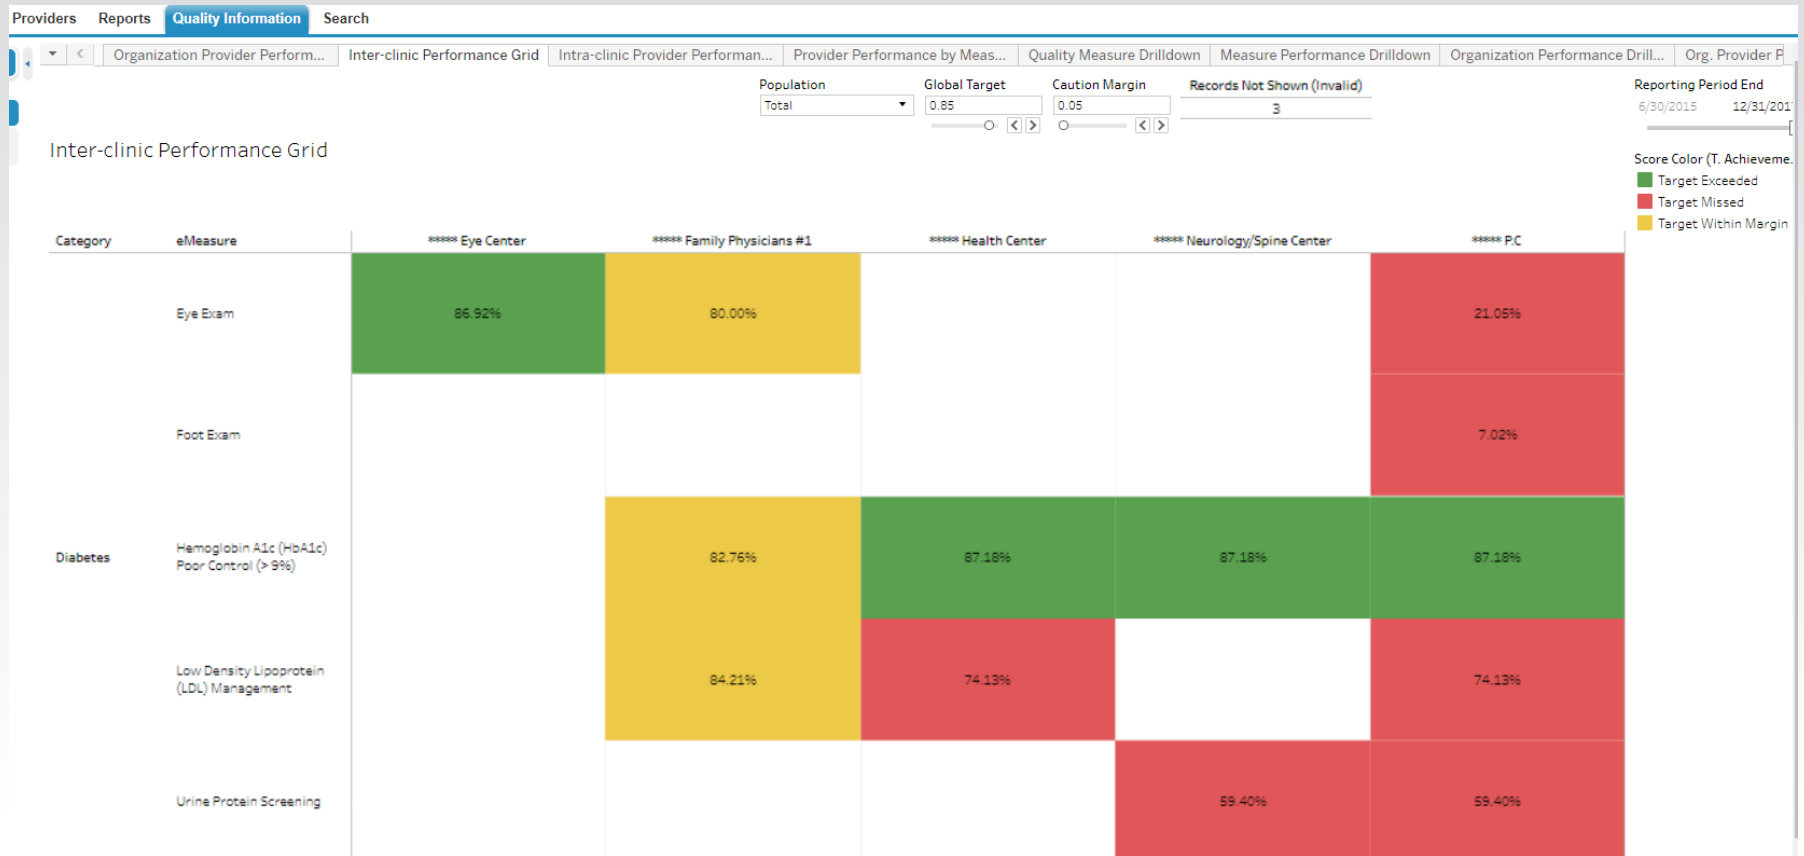 Providers Reports Quality Information Search
Organization Provider Perform... Inter-clinic Performance Grid Intra-clinic Provider Performan... Provider Performance by Meas... Quality Measure Drilldown Measure Performance Drilldown Organization Performance Drill... Org. Provider P
Population Global Target Caution Margin Records Not Shown (Invalid) Reporting Period End
Total 0.85 0.05 3 6/30/2015 12/31/201
Inter-clinic Performance Grid
Score Color (T. Achieveme.
Target Exceeded
Target Missed
Target Within Margin
Category eMeasure ***** Eye Center ***** Family Physicians #1 ***** Health Center ***** Neurology/Spine Center ***** P.C
Eye Exam 86.92% 80.00% 21.05%
Foot Exam 7.02%
Diabetes Hemoglobin A1c (HbA1c)
Poor Control (> 9%) 82.76% 87.18% 87.18% 87.18%
Low Density Lipoprotein
(LDL) Management 84.21% 74.13% 74.13%
Urine Protein Screening 59.40% 59.40%